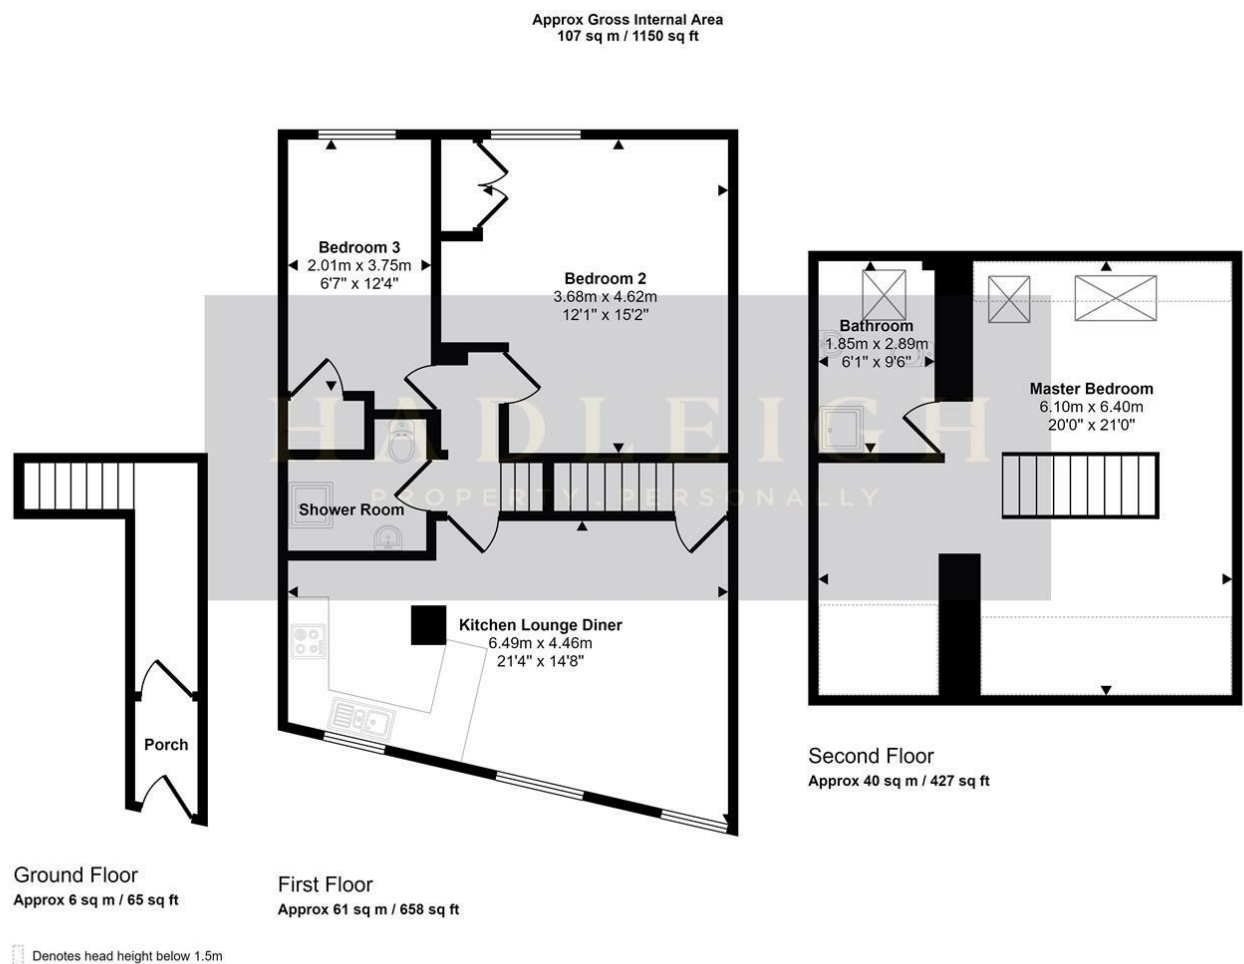 Approx Gross Internal Area
107 sq m / 1150 sq ft
Bedroom 3
2.01m x 3.75m
6'7" x 12'4"
Bedroom 2
3.68m x 4.62m
12'1" x 15'2"
Bathroom
1.85m x 2.89m
6'1" x 9'6"
Master Bedroom
6.10m x 6.40m
20'0" x 21'0"
HADLEIGH
PROPERTY. PERSONALLY
Shower Room
Kitchen Lounge Diner
6.49m x 4.46m
21'4" x 14'8"
Porch
Second Floor
Approx 40 sq m / 427 sq ft
Ground Floor
Approx 6 sq m / 65 sq ft
First Floor
Approx 61 sq m / 658 sq ft
Denotes head height below 1.5m